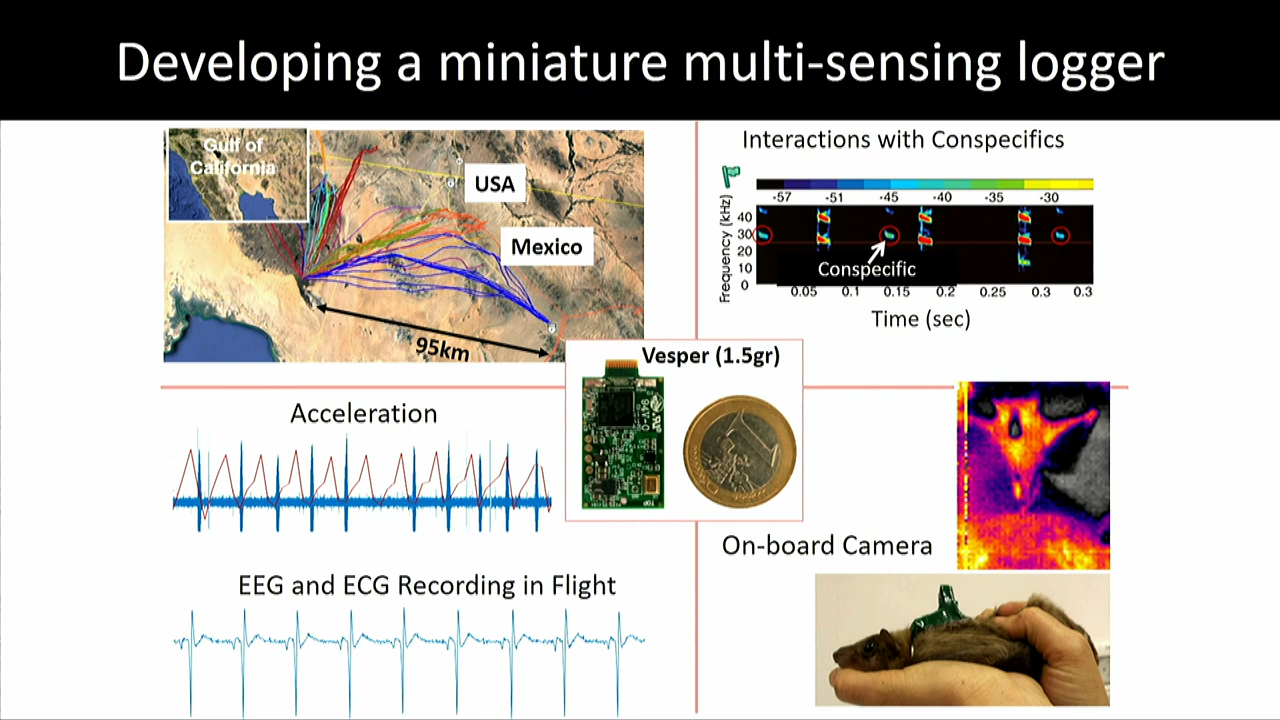 Developing a miniature multi-sensing logger
Gulf of
California
USA
Mexico
95km
Interactions with Conspecifics
-57 -51 -45 -40 -35 -30
Frequency (kHz)
40
30
20
10
0
Conspecific
0.05 0.1 0.15 0.2 0.25 0.3 0.3
Time (sec)
Vesper (1.5gr)
1
Acceleration
On-board Camera
EEG and ECG Recording in Flight